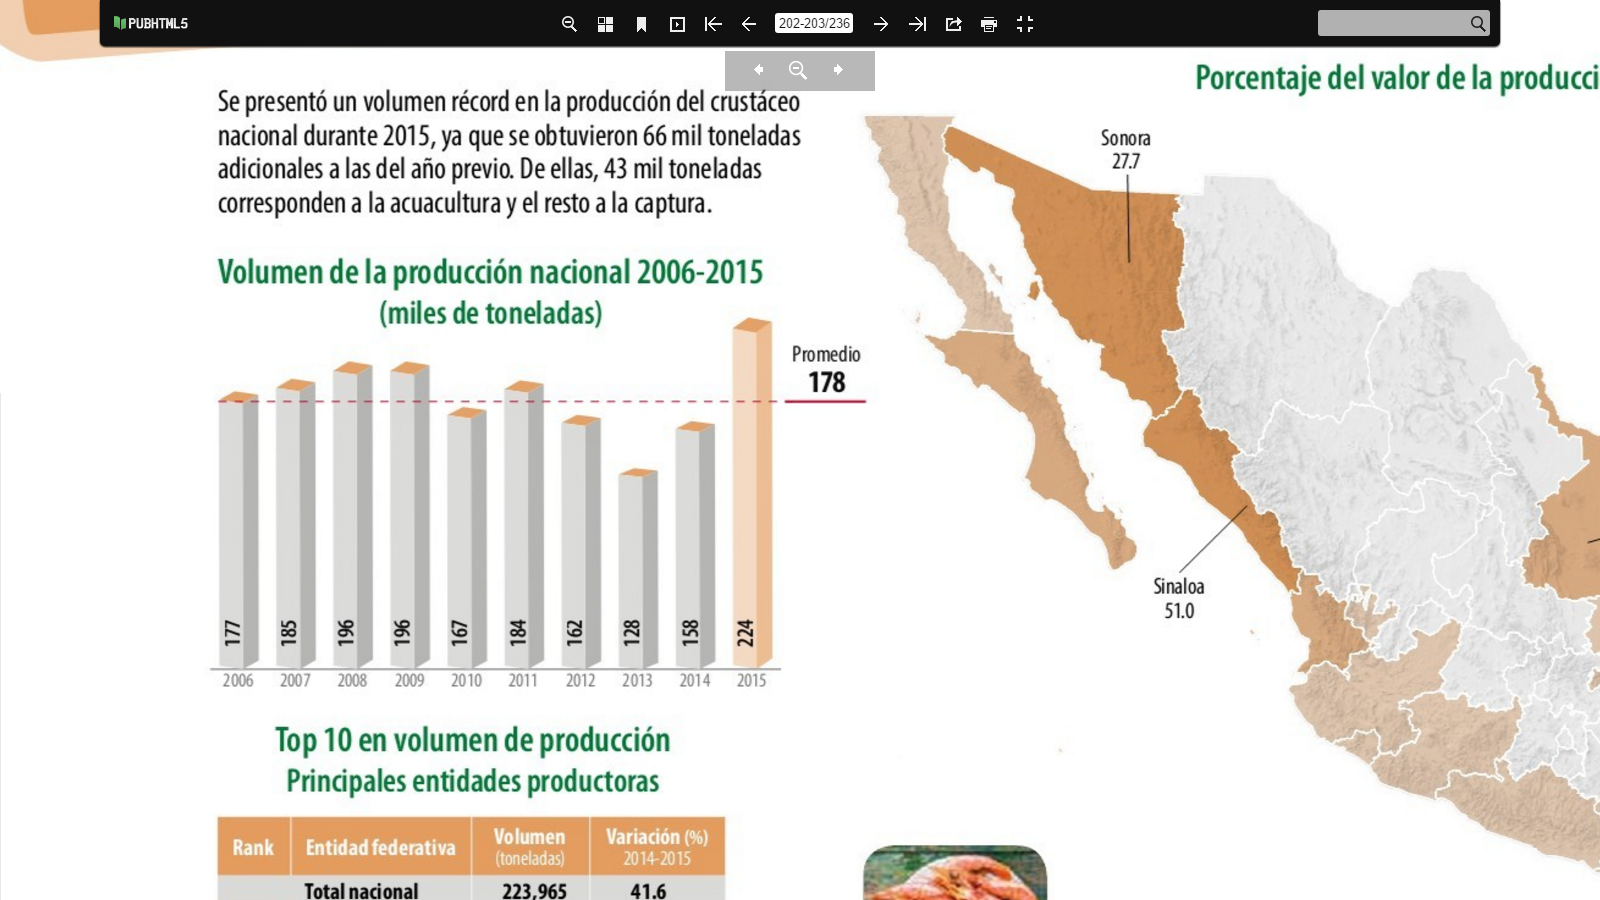 PUBHTML5
202-203/236
Se presentó un volumen récord en la producción del crustáceo
nacional durante 2015, ya que se obtuvieron 66 mil toneladas
adicionales a las del año previo. De ellas, 43 mil toneladas
corresponden a la acuacultura y el resto a la captura.
Volumen de la producción nacional 2006-2015
(miles de toneladas)
Promedio
178
177 185 196 196 167 184 162 128 158 224
2006 2007 2008 2009 2010 2011 2012 2013 2014 2015
Top 10 en volumen de producción
Principales entidades productoras
Rank Entidad federativa Volumen (toneladas) Variación (%) 2014-2015
Total nacional 223,965 41.6
Porcentaje del valor de la producci
Sonora
27.7
Sinaloa
51.0